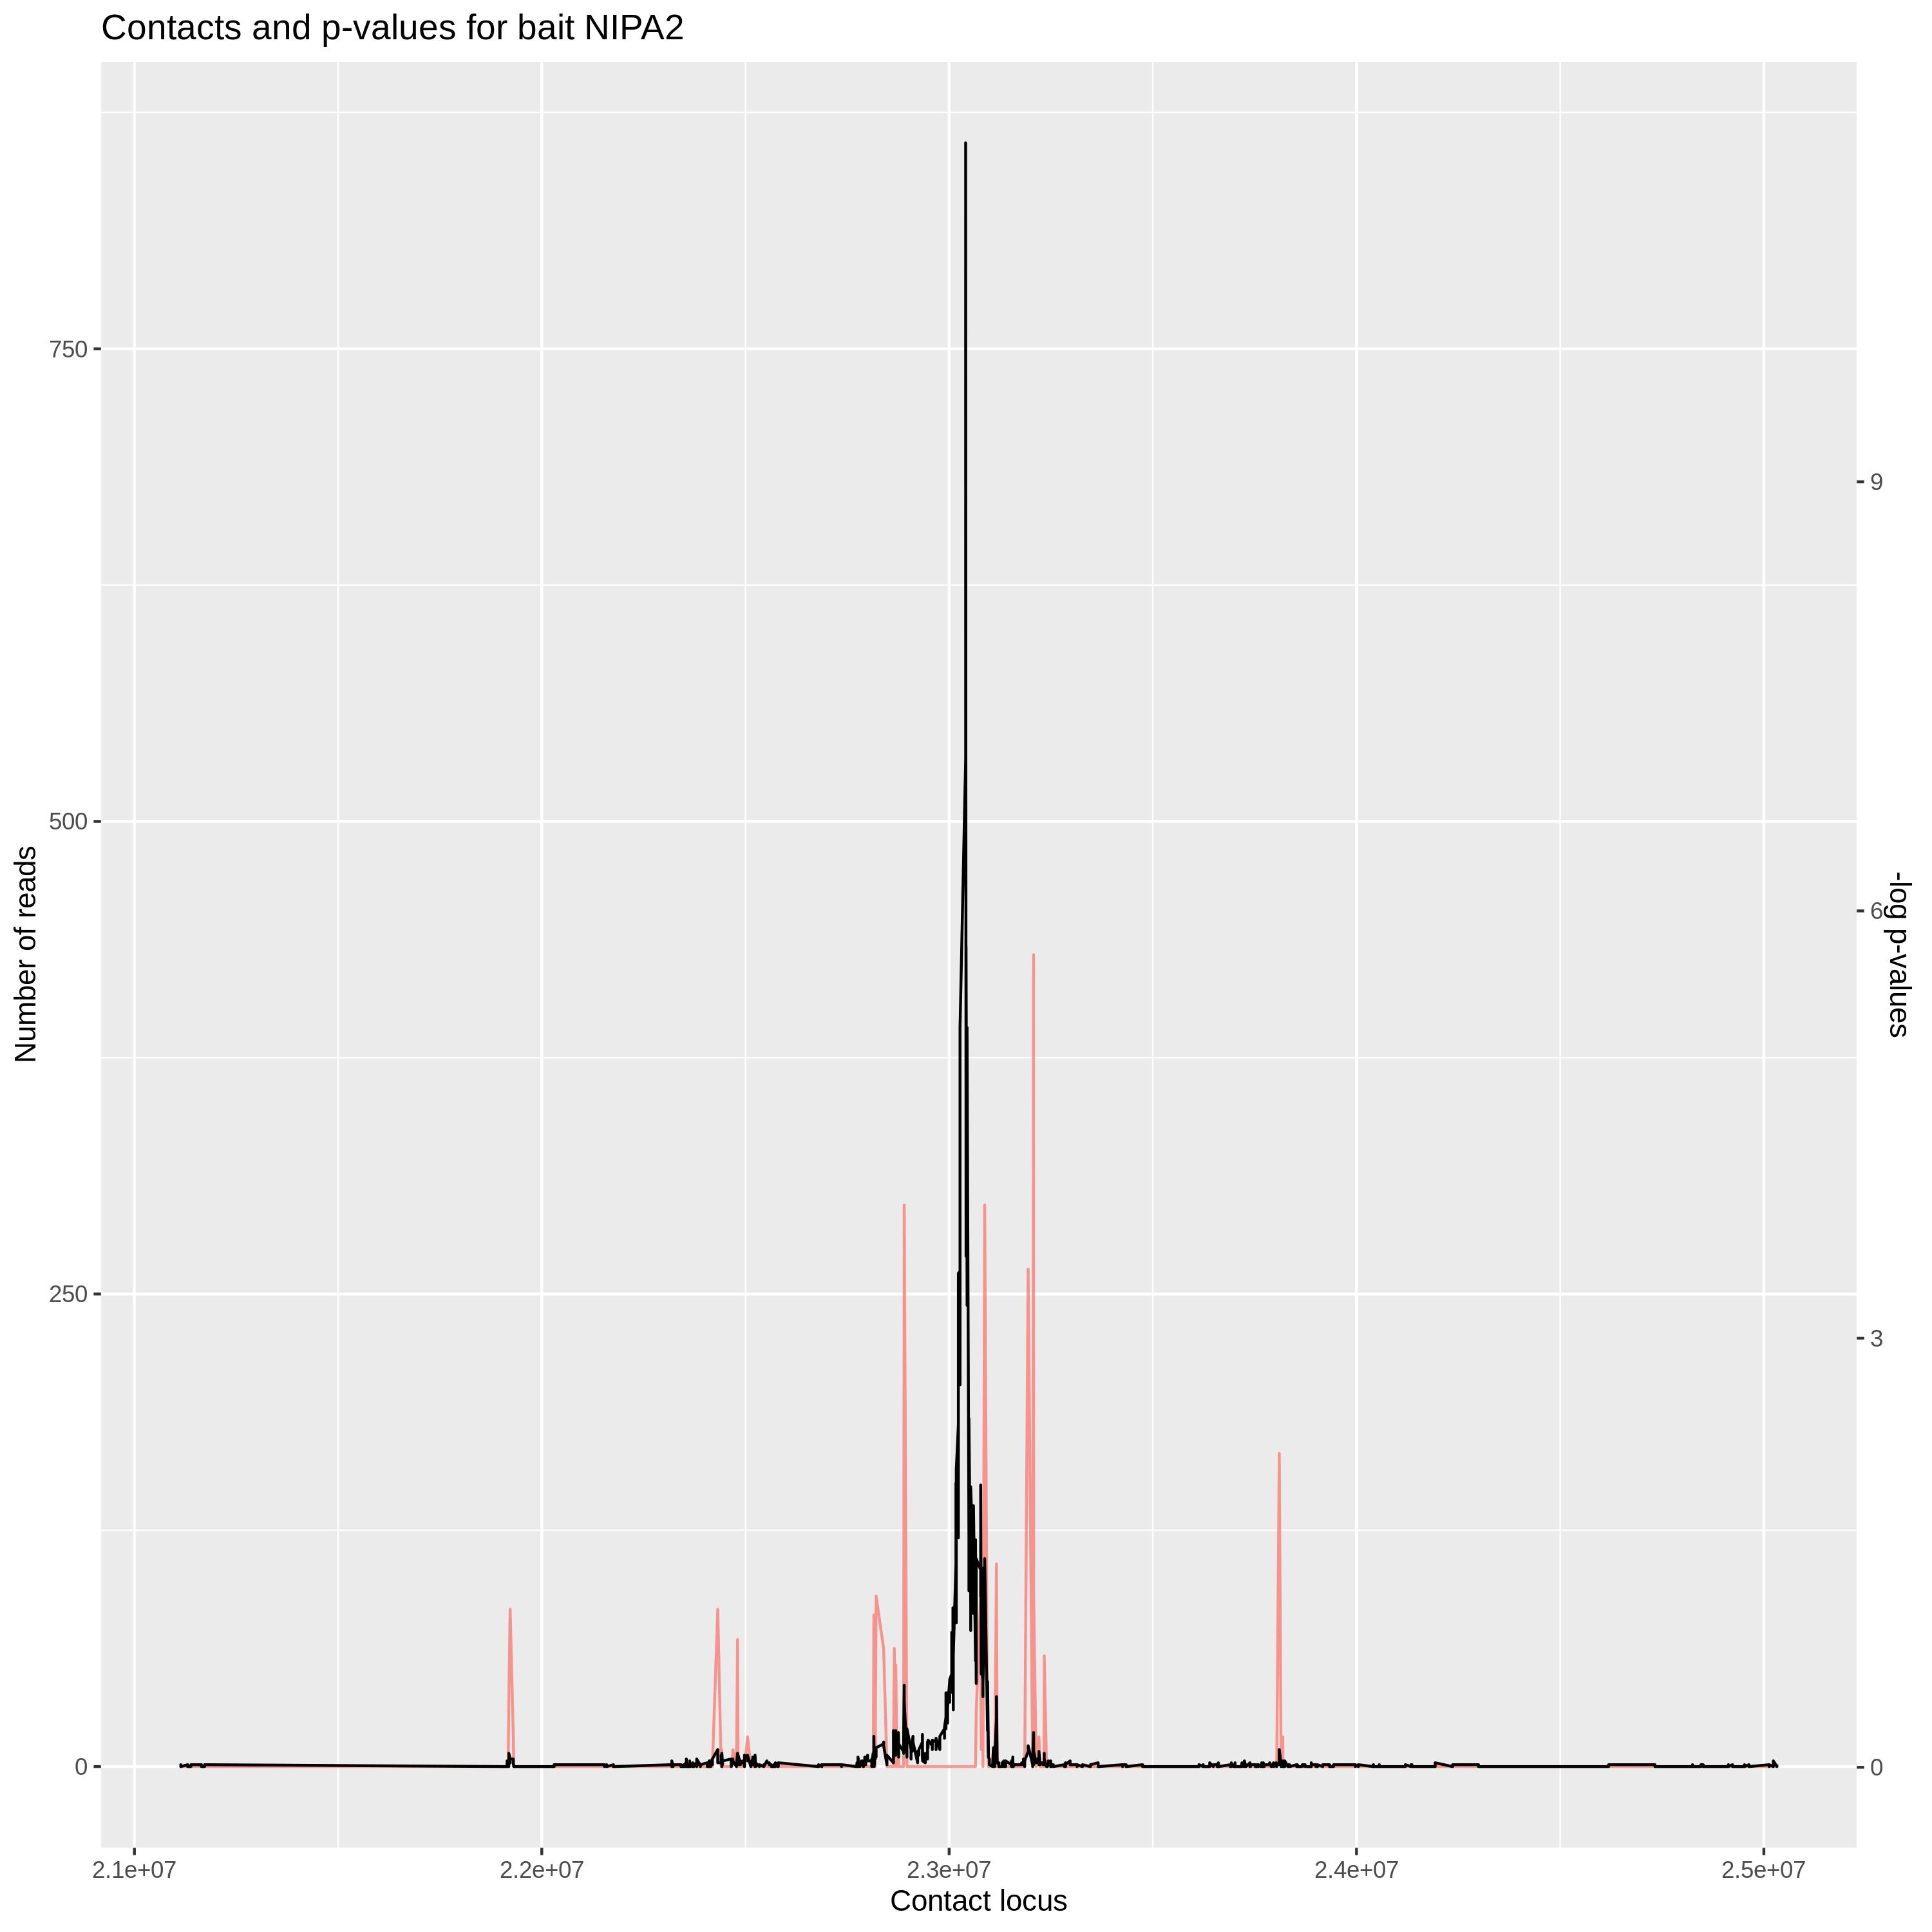 Contacts and p-values for bait NIPA2
Number of reads
750
500
250
0
9
6
3
0
-log p-values
2.1e+07
2.2e+07
2.3e+07
2.4e+07
2.5e+07
Contact locus